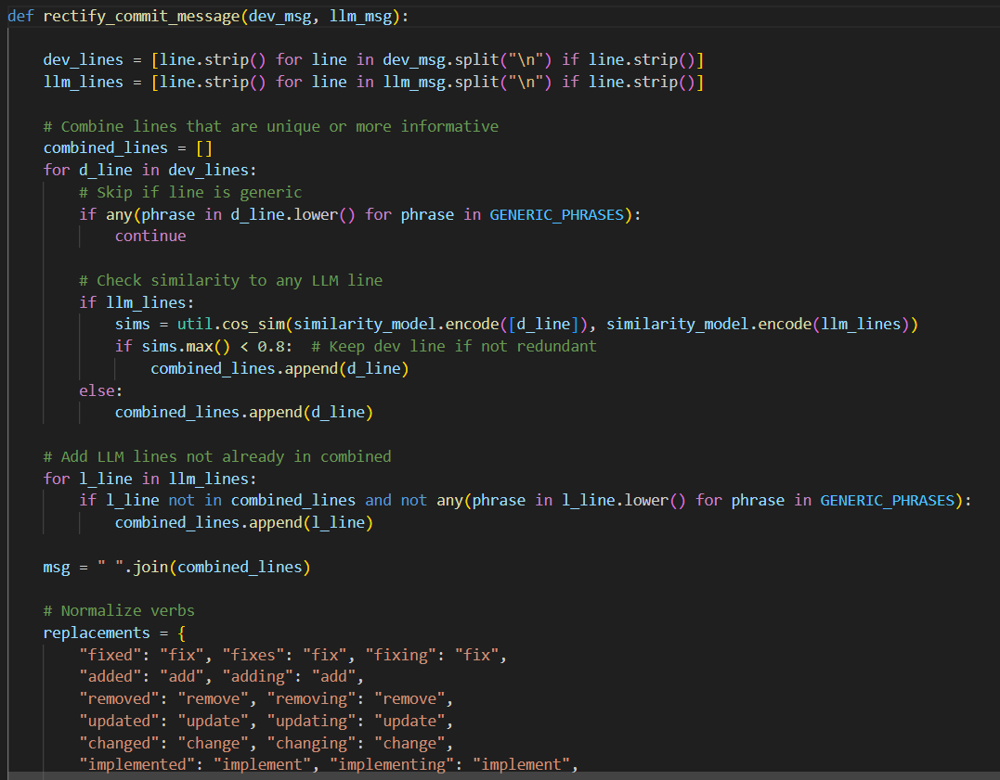 def rectify_commit_message(dev_msg, llm_msg):
    dev_lines = [line.strip() for line in dev_msg.split("\n") if line.strip()]
    llm_lines = [line.strip() for line in llm_msg.split("\n") if line.strip()]
    # Combine lines that are unique or more informative
    combined_lines = []
    for d_line in dev_lines:
        # Skip if line is generic
        if any(phrase in d_line.lower() for phrase in GENERIC_PHRASES):
            continue
        # Check similarity to any LLM line
        if llm_lines:
            sims = util.cos_sim(similarity_model.encode([d_line]), similarity_model.encode(llm_lines))
            if sims.max() < 0.8:  # Keep dev line if not redundant
                combined_lines.append(d_line)
        else:
            combined_lines.append(d_line)
    # Add LLM lines not already in combined
    for l_line in llm_lines:
        if l_line not in combined_lines and not any(phrase in l_line.lower() for phrase in GENERIC_PHRASES):
            combined_lines.append(l_line)
    msg = " ".join(combined_lines)
    # Normalize verbs
    replacements = {
        "fixed": "fix", "fixes": "fix", "fixing": "fix",
        "added": "add", "adding": "add",
        "removed": "remove", "removing": "remove",
        "updated": "update", "updating": "update",
        "changed": "change", "changing": "change",
        "implemented": "implement", "implementing": "implement",